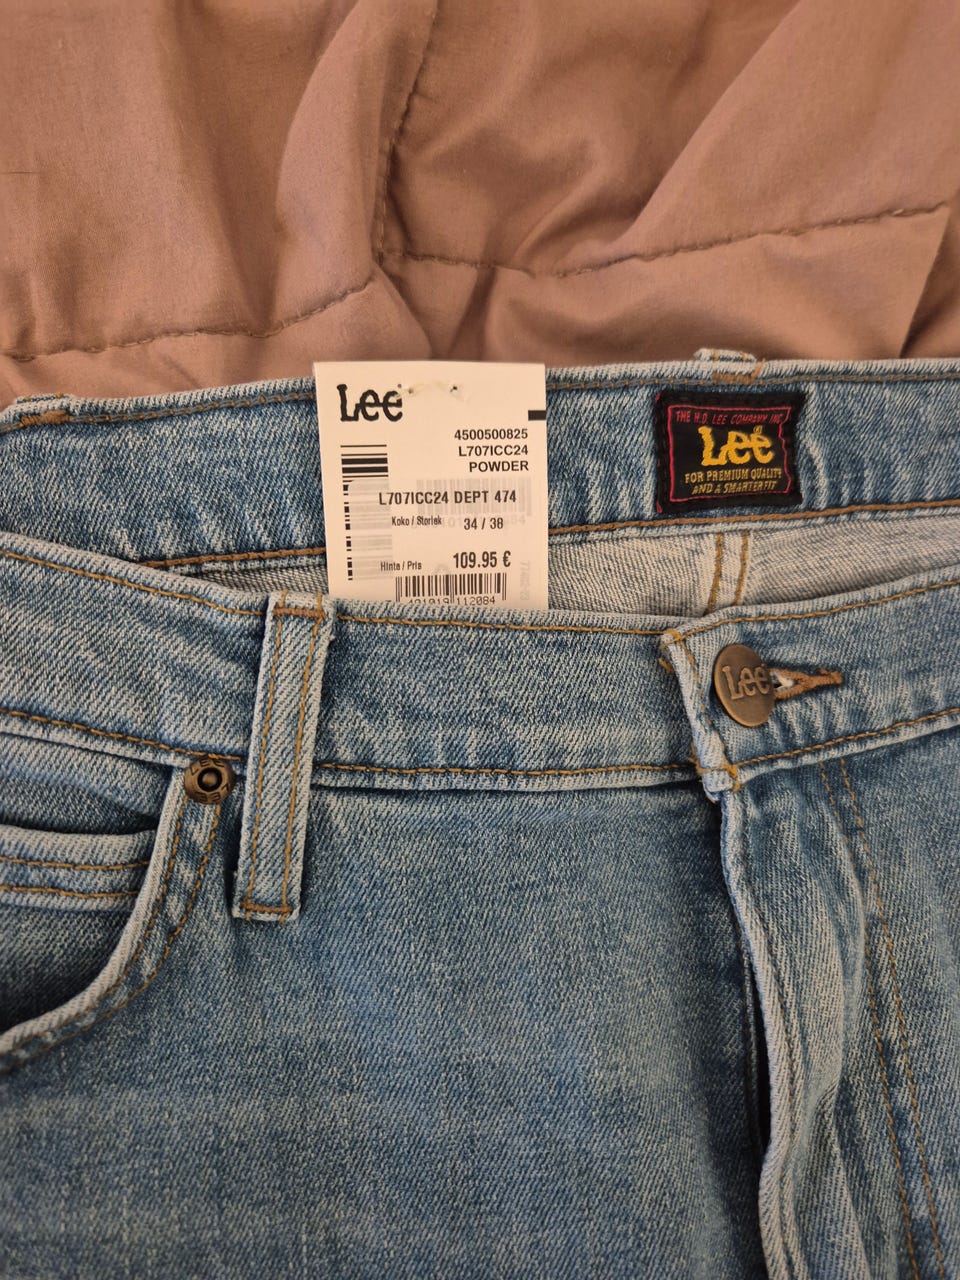 Lee
4500500825
L707ICC24
POWDER
L707ICC24 DEPT 474
Koko / Storlek 34 / 38
Hinta / Pris 109.95 €
THE H.D. LEE COMPANY, INC.
Lee
FOR PREMIUM QUALITY
AND A SMARTER FIT
Lee